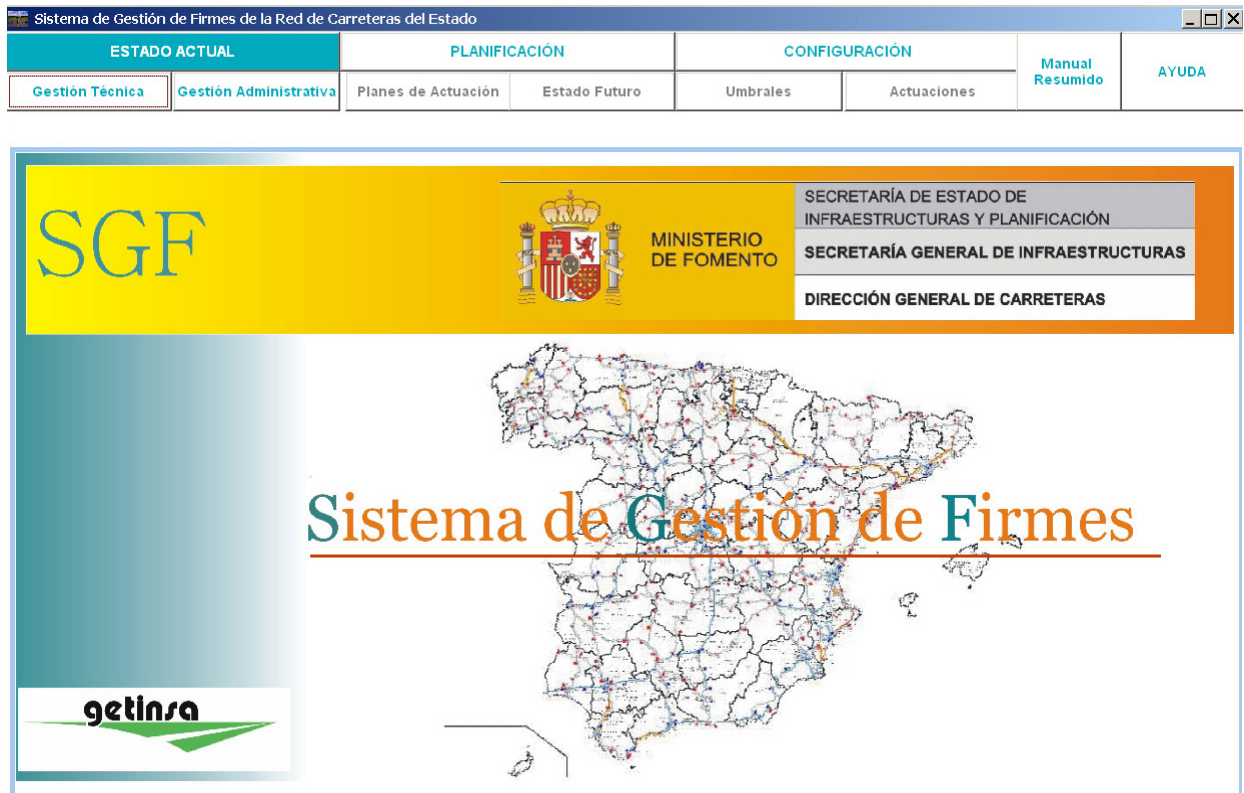 Sistema de Gestión de Firmes de la Red de Carreteras del Estado
ESTADO ACTUAL
PLANIFICACIÓN
CONFIGURACIÓN
Manual
Resumido
AYUDA
Gestión Técnica
Gestión Administrativa
Planes de Actuación
Estado Futuro
Umbrales
Actuaciones
SGF
MINISTERIO
DE FOMENTO
SECRETARÍA DE ESTADO DE
INFRAESTRUCTURAS Y PLANIFICACIÓN
SECRETARÍA GENERAL DE INFRAESTRUCTURAS
DIRECCIÓN GENERAL DE CARRETERAS
Sistema de Gestión de Firmes
getinsa